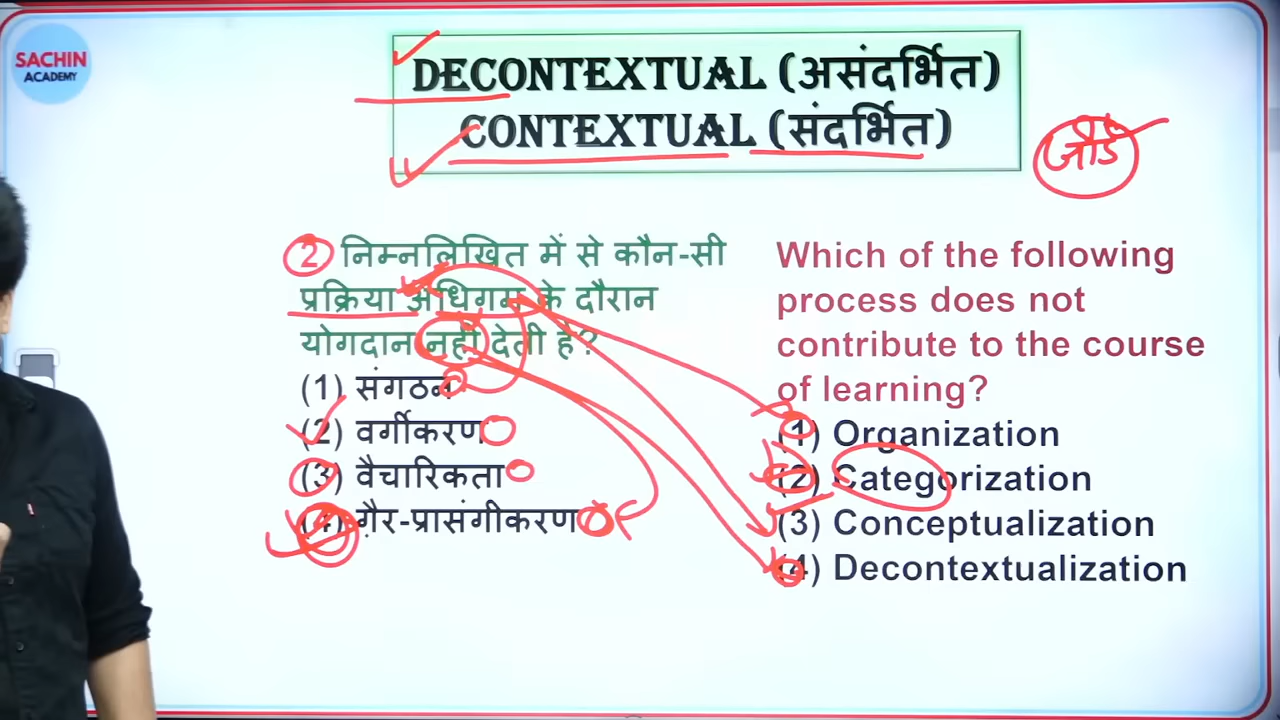 SACHIN
ACADEMY
DECONTEXTUAL (असंदर्भित)
CONTEXTUAL (संदर्भित)
जोड़
2 निम्नलिखित में से कौन-सी
प्रक्रिया अधिगम के दौरान
योगदान नहीं देती है?
(1) संगठन
(2) वर्गीकरण
(3) वैचारिकता
(4) गैर-प्रासंगीकरण
Which of the following
process does not
contribute to the course
of learning?
(1) Organization
(2) Categorization
(3) Conceptualization
(4) Decontextualization